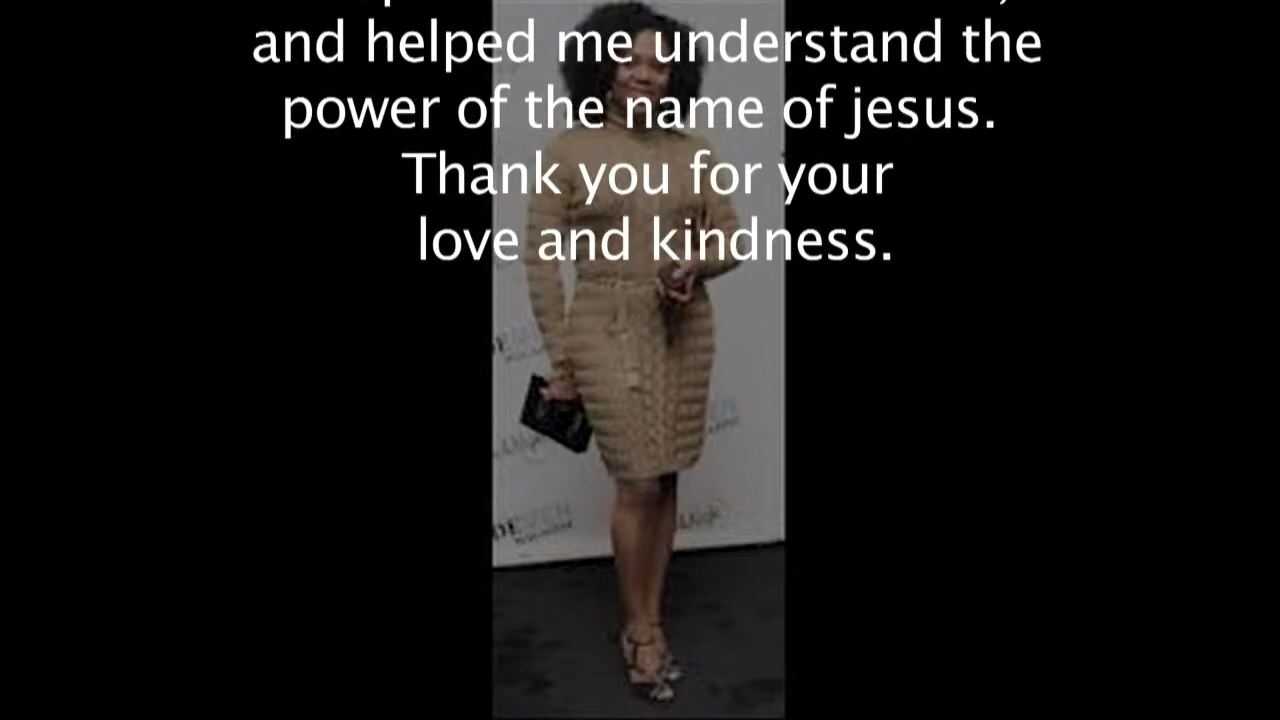 and helped me understand the
power of the name of jesus.
Thank you for your
love and kindness.